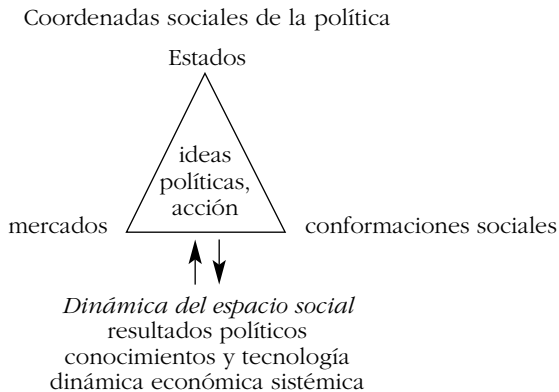 Coordenadas sociales de la política
Estados
ideas
políticas,
acción
mercados
conformaciones sociales
Dinámica del espacio social
resultados políticos
conocimientos y tecnología
dinámica económica sistémica